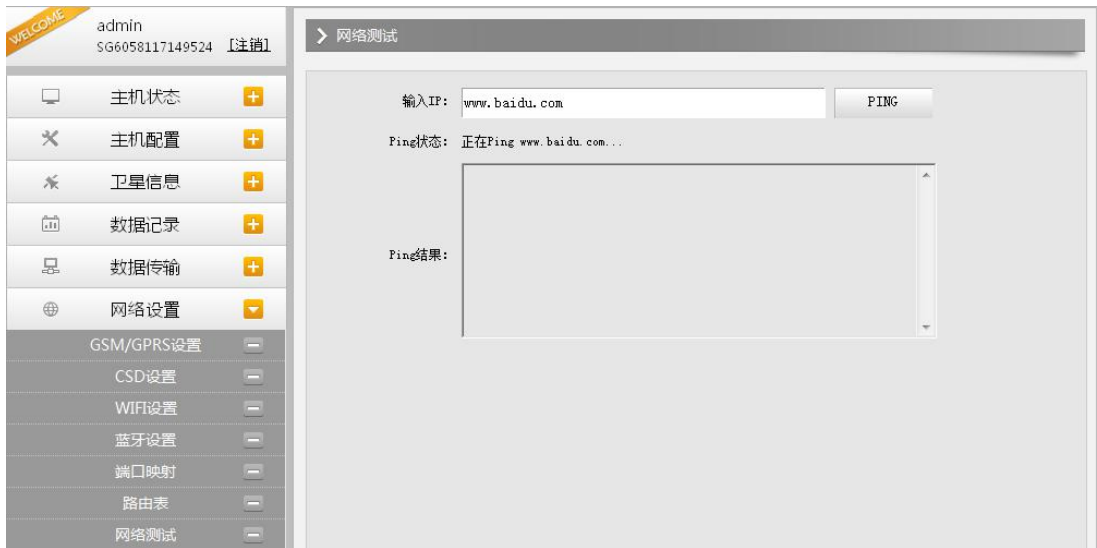 WELCOME
admin
SG6058117149524 [注销]
主机状态
主机配置
卫星信息
数据记录
数据传输
网络设置
GSM/GPRS设置
CSD设置
WIFI设置
蓝牙设置
端口映射
路由表
网络测试
网络测试
输入IP: www.baidu.com PING
Ping状态: 正在Ping www.baidu.com...
Ping结果: